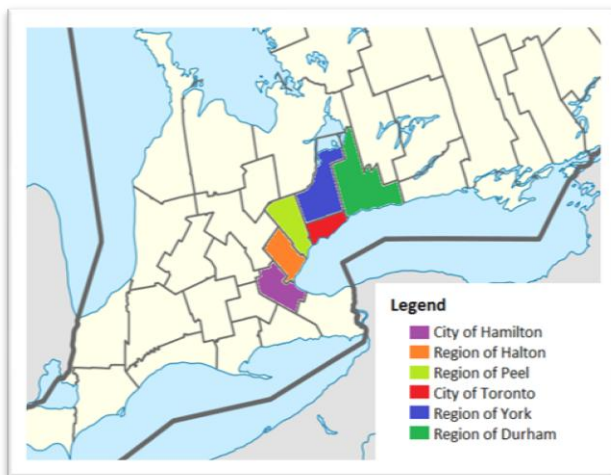 Legend
City of Hamilton
Region of Halton
Region of Peel
City of Toronto
Region of York
Region of Durham